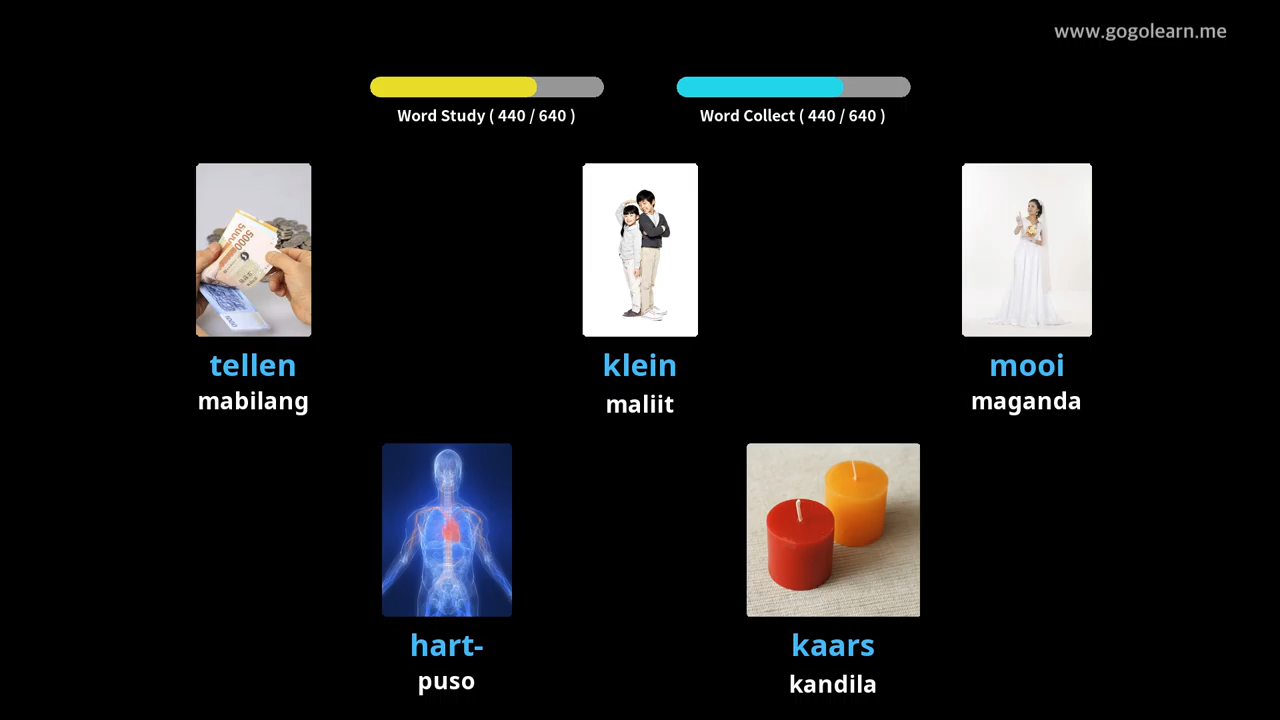 www.gogolearn.me
Word Study ( 440 / 640 )
Word Collect ( 440 / 640 )
5000
tellen
klein
mooi
mabilang
maliit
maganda
hart-
kaars
puso
kandila